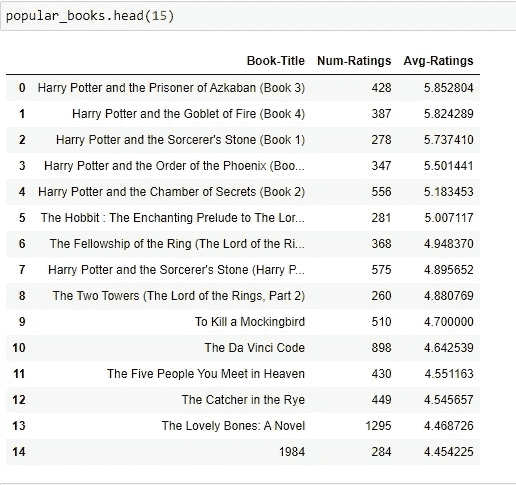 popular_books.head(15)
Book-Title Num-Ratings Avg-Ratings
0 Harry Potter and the Prisoner of Azkaban (Book 3) 428 5.852804
1 Harry Potter and the Goblet of Fire (Book 4) 387 5.824289
2 Harry Potter and the Sorcerer's Stone (Book 1) 278 5.737410
3 Harry Potter and the Order of the Phoenix (Boo... 347 5.501441
4 Harry Potter and the Chamber of Secrets (Book 2) 556 5.183453
5 The Hobbit : The Enchanting Prelude to The Lor... 281 5.007117
6 The Fellowship of the Ring (The Lord of the Ri... 368 4.948370
7 Harry Potter and the Sorcerer's Stone (Harry P... 575 4.895652
8 The Two Towers (The Lord of the Rings, Part 2) 260 4.880769
9 To Kill a Mockingbird 510 4.700000
10 The Da Vinci Code 898 4.642539
11 The Five People You Meet in Heaven 430 4.551163
12 The Catcher in the Rye 449 4.545657
13 The Lovely Bones: A Novel 1295 4.468726
14 1984 284 4.454225